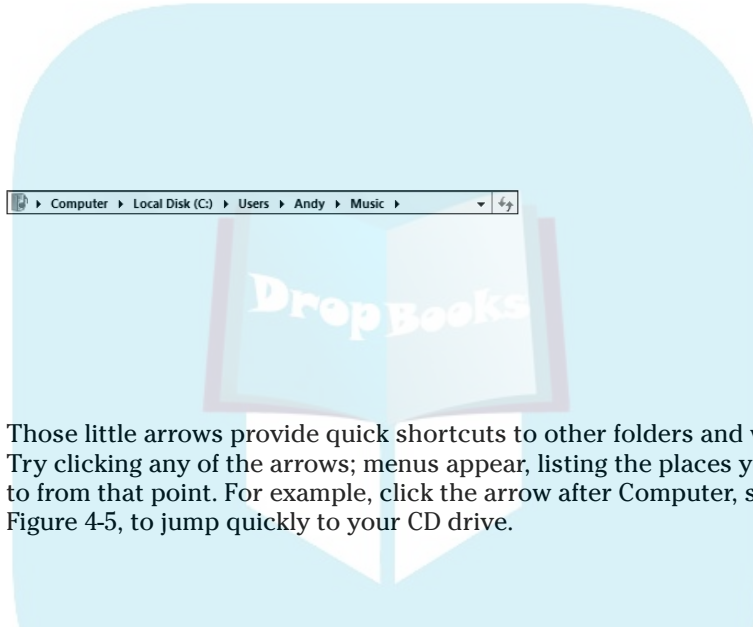 Computer Local Disk (C:) Users Andy Music
DropBooks
Those little arrows provide quick shortcuts to other folders and
Try clicking any of the arrows; menus appear, listing the places
to from that point. For example, click the arrow after Computer,
Figure 4-5, to jump quickly to your CD drive.